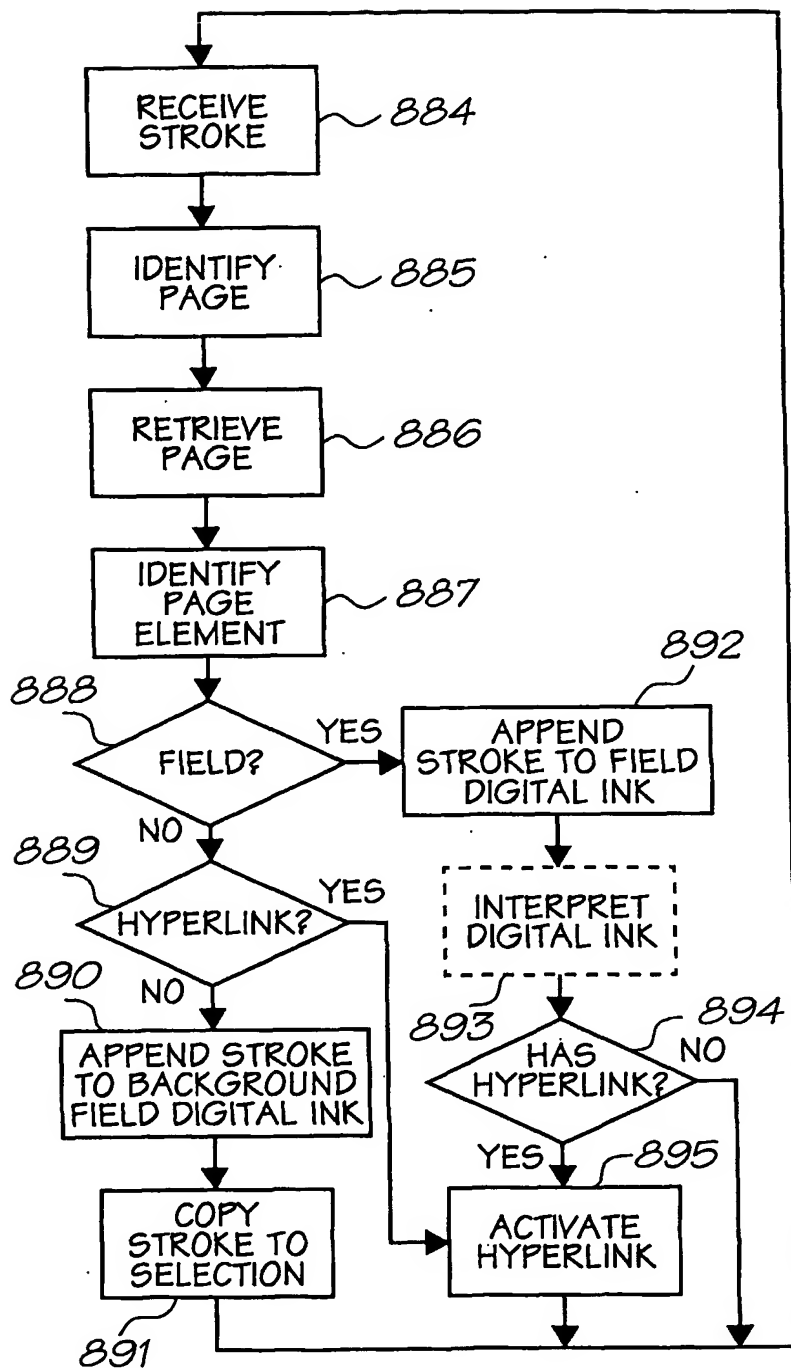 RECEIVE
STROKE
884
IDENTIFY
PAGE
885
RETRIEVE
PAGE
886
IDENTIFY
PAGE
ELEMENT
887
888
FIELD?
YES
NO
892
APPEND
STROKE TO FIELD
DIGITAL INK
889
HYPERLINK?
YES
NO
INTERPRET
DIGITAL INK
893
890
APPEND STROKE
TO BACKGROUND
FIELD DIGITAL INK
894
HAS
HYPERLINK?
NO
YES
895
COPY
STROKE TO
SELECTION
891
ACTIVATE
HYPERLINK